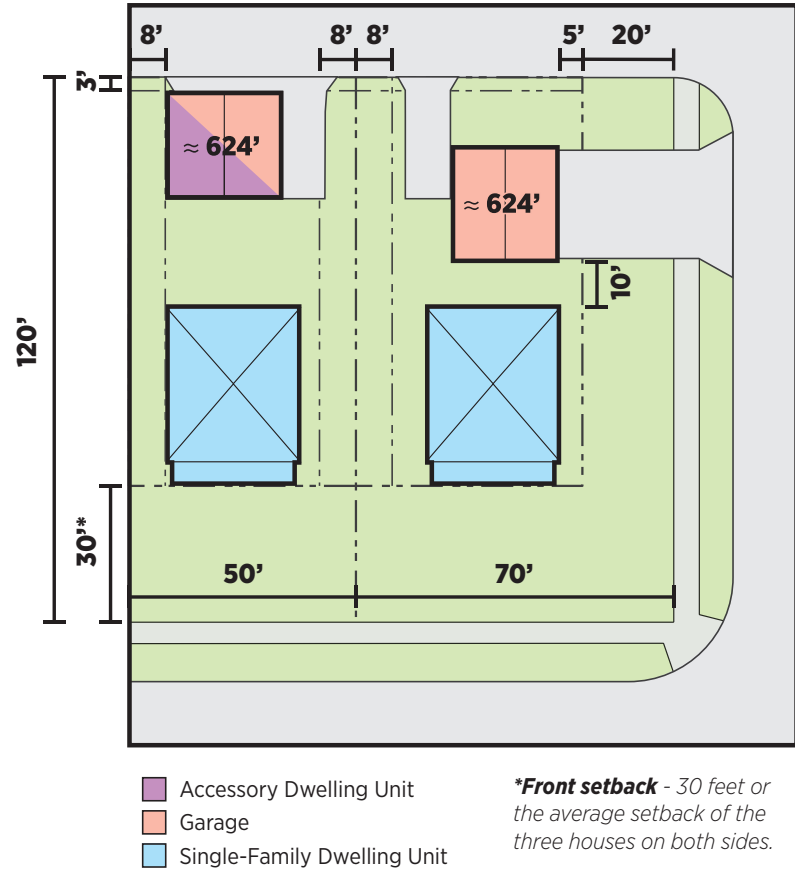 8’ 8’ 8’ 5’ 20’
3’
≈ 624’
≈ 624’
10’
120’
30’*
50’ 70’
Accessory Dwelling Unit
Garage
Single-Family Dwelling Unit
*Front setback - 30 feet or
the average setback of the
three houses on both sides.